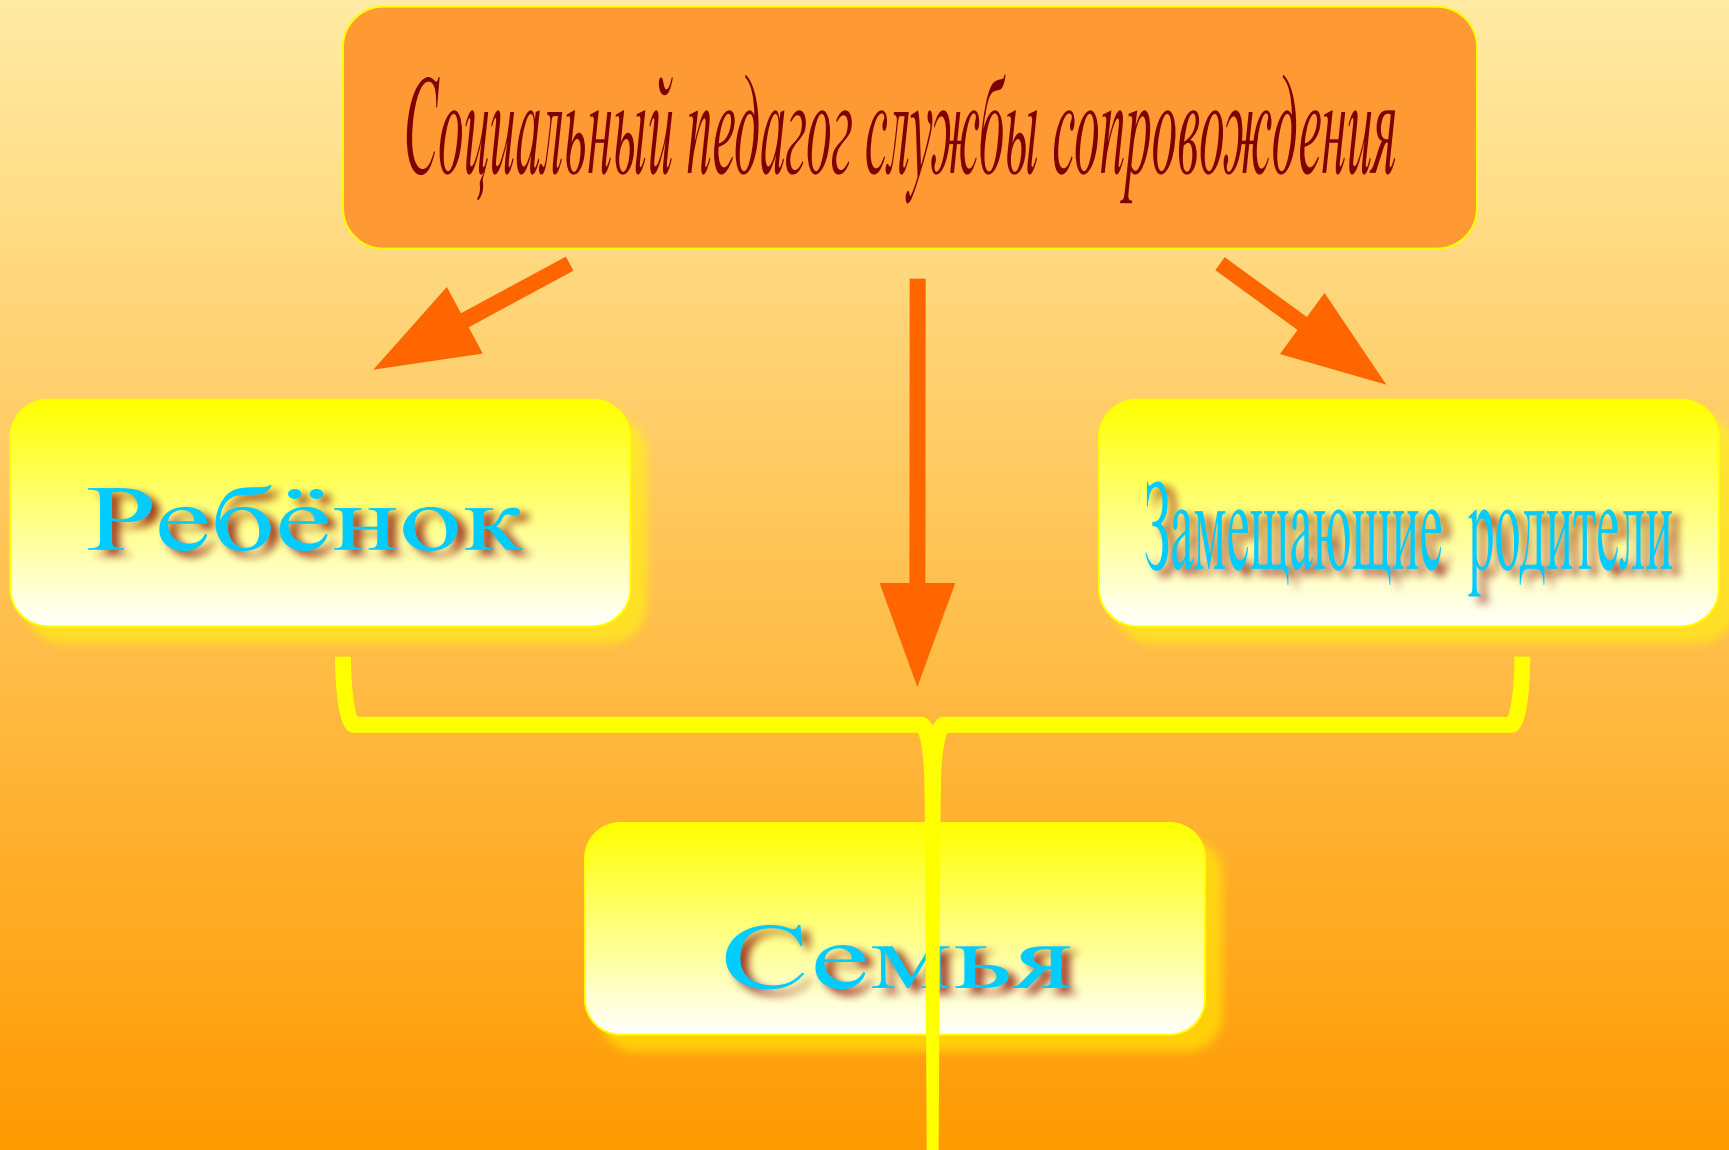 Социальный педагог службы сопровождения
Ребёнок
Замещающие родители
Семья